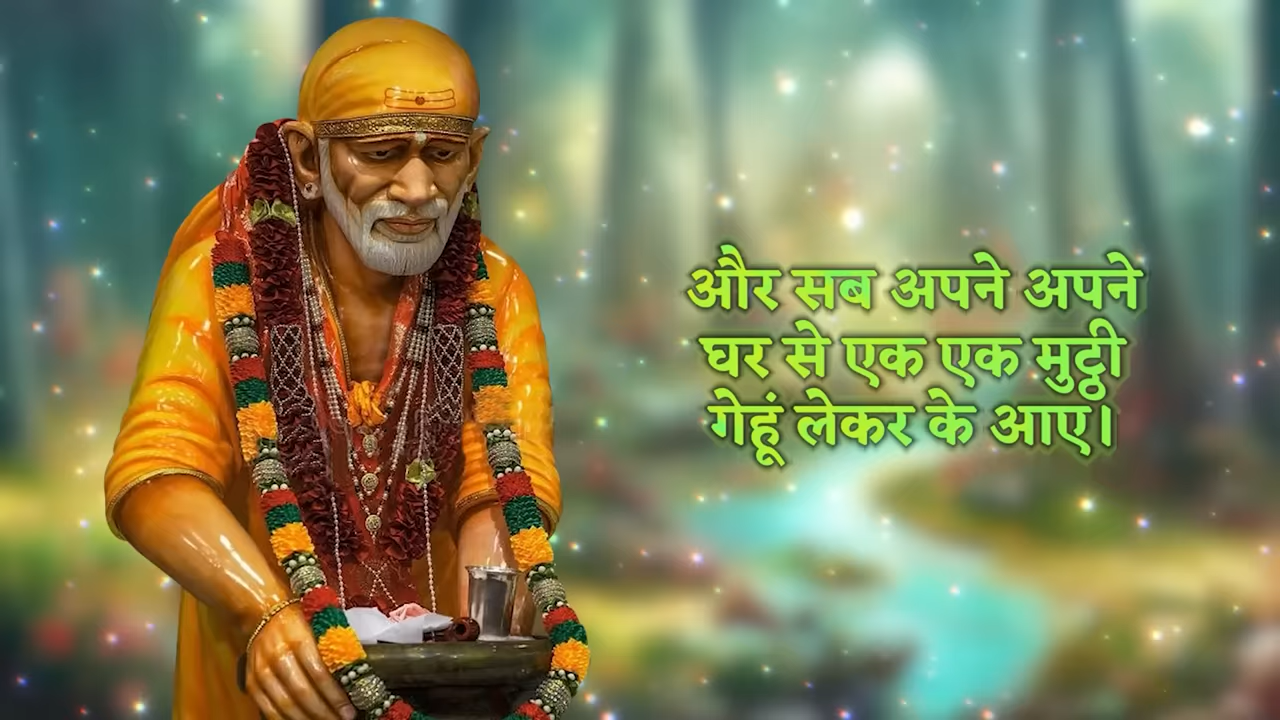 और सब अपने अपने
घर से एक एक मुट्ठी
गेहूं लेकर के आए।